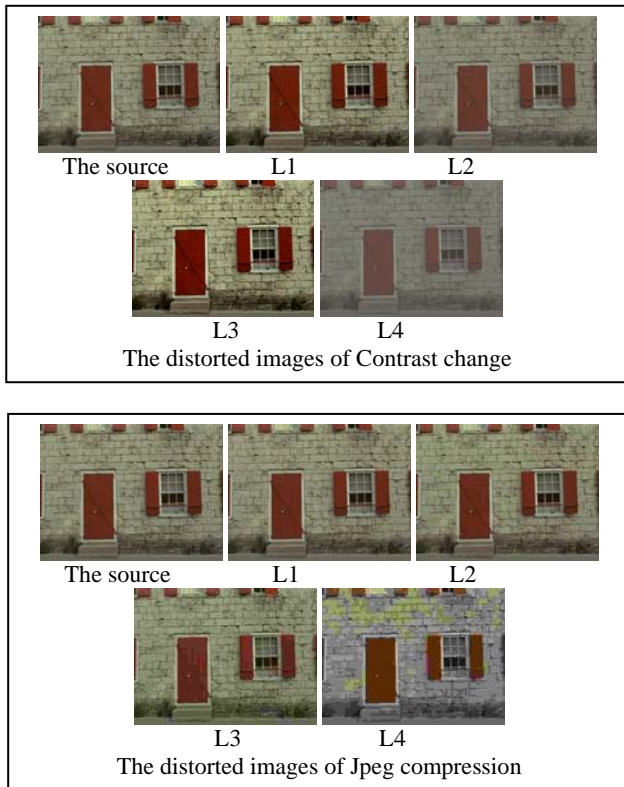 The source L1 L2
L3 L4
The distorted images of Contrast change
The source L1 L2
L3 L4
The distorted images of Jpeg compression